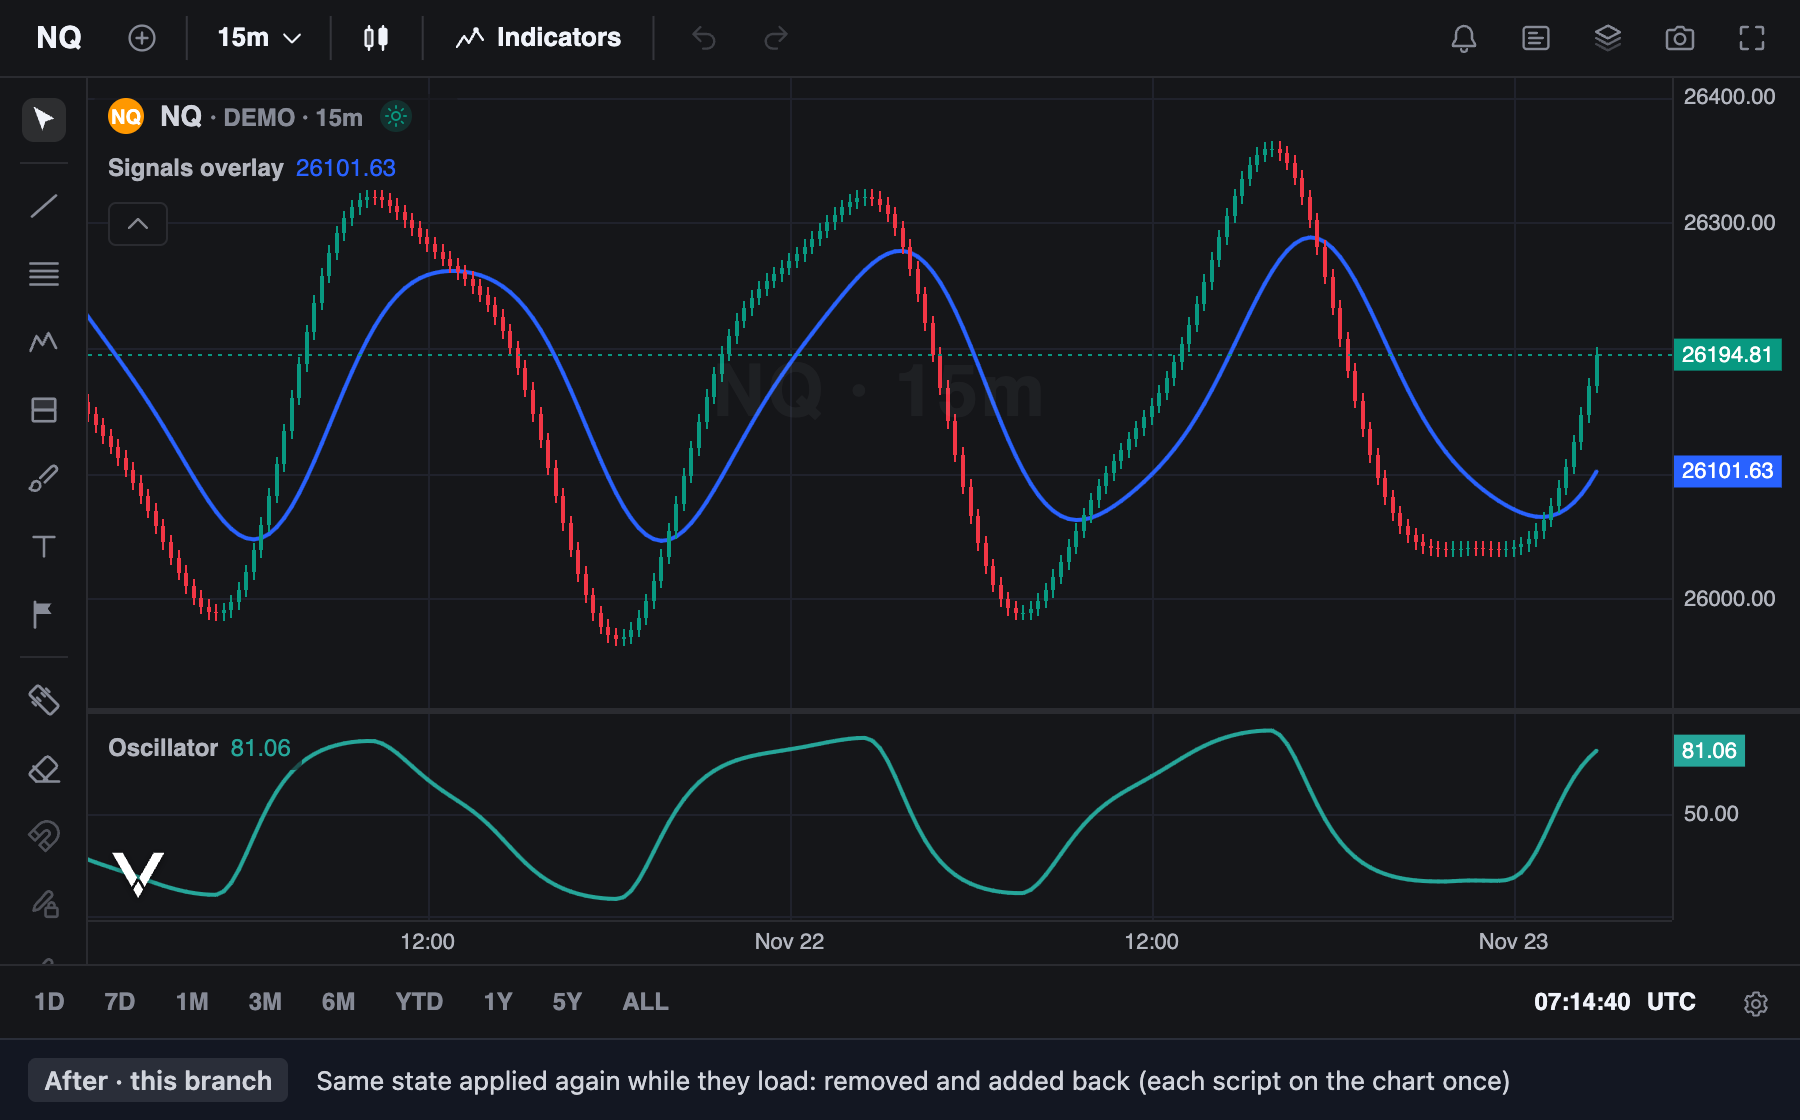 NQ 15m Indicators
NQ NQ · DEMO · 15m
Signals overlay 26101.63
26400.00
26300.00
26194.81
NQ · 15m
26101.63
26000.00
Oscillator 81.06
81.06
50.00
12:00 Nov 22 12:00 Nov 23
1D 7D 1M 3M 6M YTD 1Y 5Y ALL 07:14:40 UTC
After · this branch Same state applied again while they load: removed and added back (each script on the chart once)